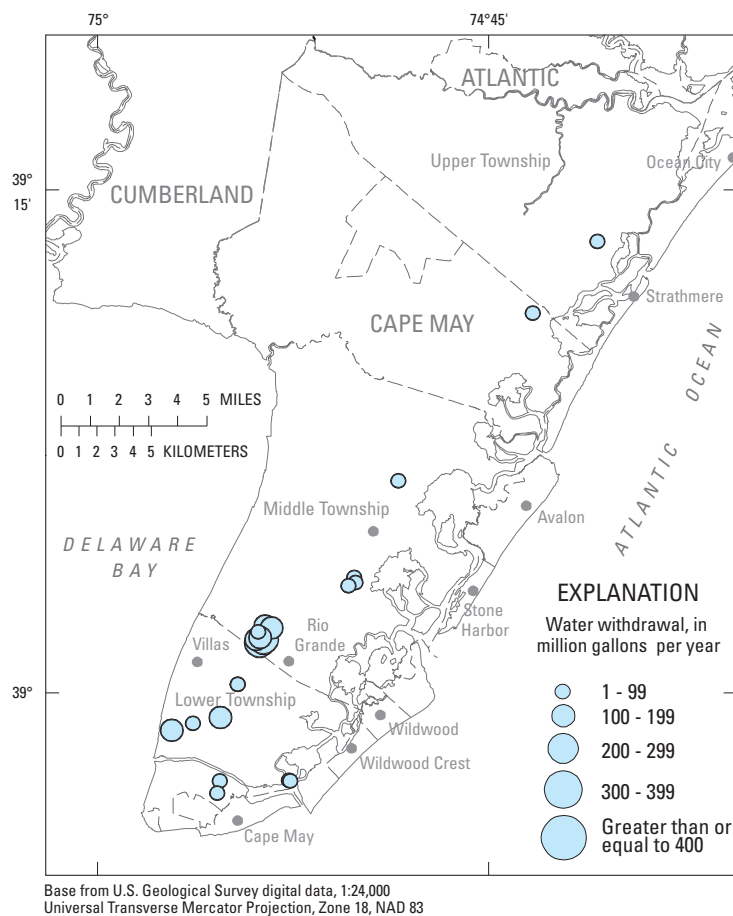 75°
74°45'
ATLANTIC
Upper Township
Ocean City
39°
15'
CUMBERLAND
Strathmere
CAPE MAY
0 1 2 3 4 5 MILES
0 1 2 3 4 5 KILOMETERS
ATLANTIC OCEAN
Middle Township
Avalon
DELAWARE
BAY
EXPLANATION
Water withdrawal, in
million gallons per year
1 - 99
100 - 199
200 - 299
300 - 399
Greater than or
equal to 400
Stone
Harbor
Rio
Grande
Villas
39°
Lower Township
Wildwood
Wildwood Crest
Cape May
Base from U.S. Geological Survey digital data, 1:24,000
Universal Transverse Mercator Projection, Zone 18, NAD 83